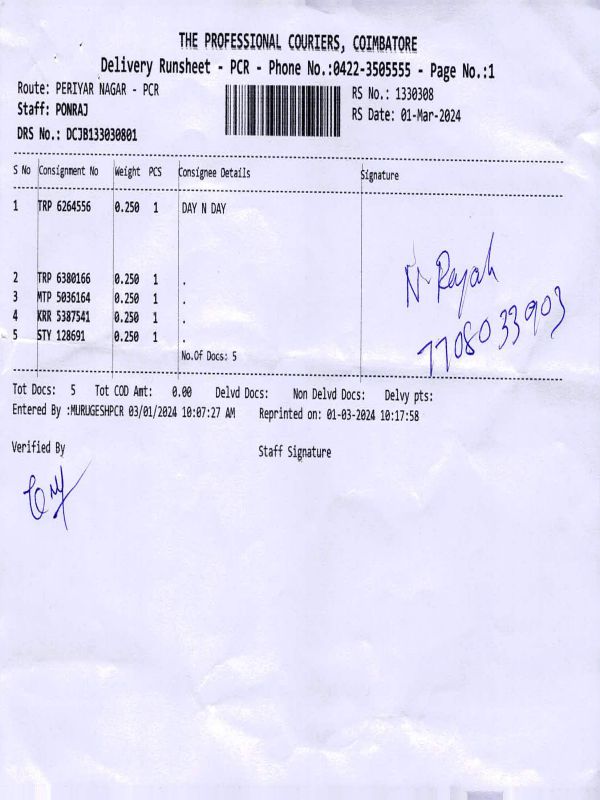 THE PROFESSIONAL COURIERS, COIMBATORE
Delivery Runsheet - PCR - Phone No.:0422-3505555 - Page No.:1
Route: PERIYAR NAGAR - PCR RS No.: 1330308
Staff: PONRAJ RS Date: 01-Mar-2024
DRS No.: DCJB133030801
S No Consignment No Weight PCS Consignee Details Signature
1 TRP 6264556 0.250 1 DAY N DAY
2 TRP 6380166 0.250 1 .
3 MTP 5036164 0.250 1 .
4 KRR 5387541 0.250 1 .
5 STY 128691 0.250 1 .
N. Rajah
7708033903
No.Of Docs: 5
Tot Docs: 5 Tot COD Amt: 0.00 Delvd Docs: Non Delvd Docs: Delvy pts:
Entered By :MURUGESHPCR 03/01/2024 10:07:27 AM Reprinted on: 01-03-2024 10:17:58
Verified By Staff Signature